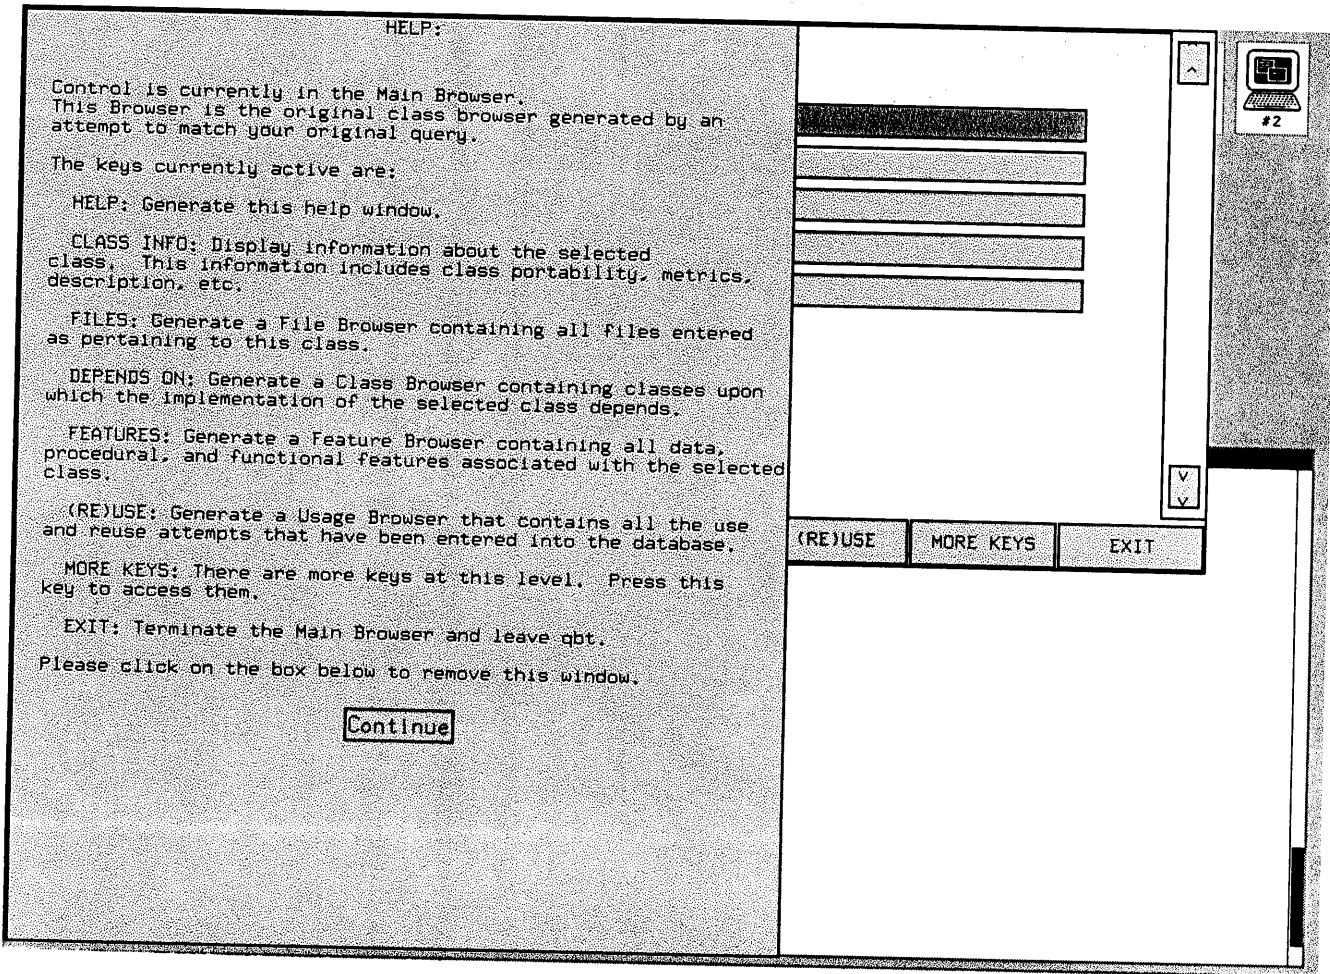 HELP:
Control is currently in the Main Browser.
This Browser is the original class browser generated by an
attempt to match your original query.
The keys currently active are:
HELP: Generate this help window.
CLASS INFO: Display information about the selected
class. This information includes class portability, metrics,
description, etc.
FILES: Generate a File Browser containing all files entered
as pertaining to this class.
DEPENDS ON: Generate a Class Browser containing classes upon
which the implementation of the selected class depends.
FEATURES: Generate a Feature Browser containing all data,
procedural, and functional features associated with the selected
class.
(RE)USE: Generate a Usage Browser that contains all the use
and reuse attempts that have been entered into the database.
MORE KEYS: There are more keys at this level. Press this
key to access them.
EXIT: Terminate the Main Browser and leave qbt.
Please click on the box below to remove this window.
Continue
(RE)USE
MORE KEYS
EXIT
#2